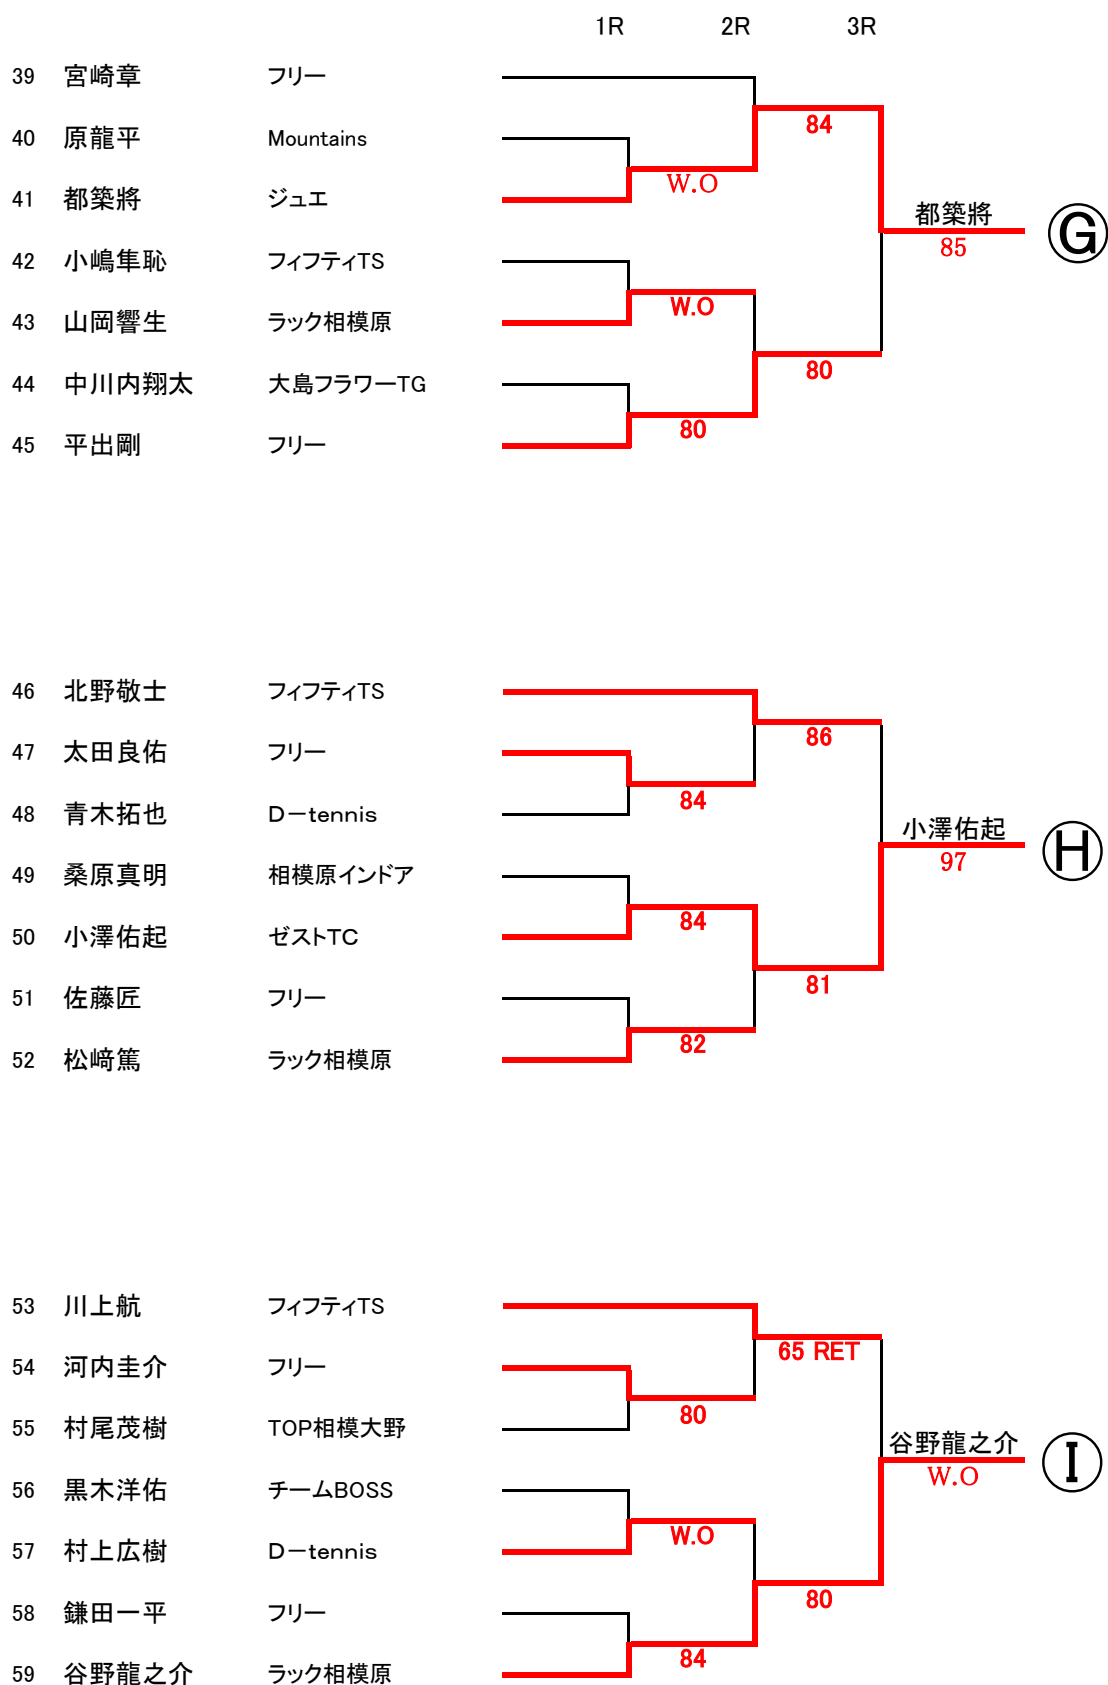 1R 2R 3R
39 宮崎章 フリー
84
40 原龍平 Mountains
W.O
41 都築將 ジュエ
都築將 G
85
42 小嶋隼恥 フィフティTS
W.O
43 山岡響生 ラック相模原
80
44 中川内翔太 大島フラワーTG
80
45 平出剛 フリー
46 北野敬士 フィフティTS
86
47 太田良佑 フリー
84
48 青木拓也 D－tennis
小澤佑起 H
97
49 桑原真明 相模原インドア
84
50 小澤佑起 ゼストTC
81
51 佐藤匠 フリー
82
52 松﨑篤 ラック相模原
53 川上航 フィフティTS
65 RET
54 河内圭介 フリー
80
55 村尾茂樹 TOP相模大野
谷野龍之介 I
W.O
56 黒木洋佑 チームBOSS
W.O
57 村上広樹 D－tennis
80
58 鎌田一平 フリー
84
59 谷野龍之介 ラック相模原